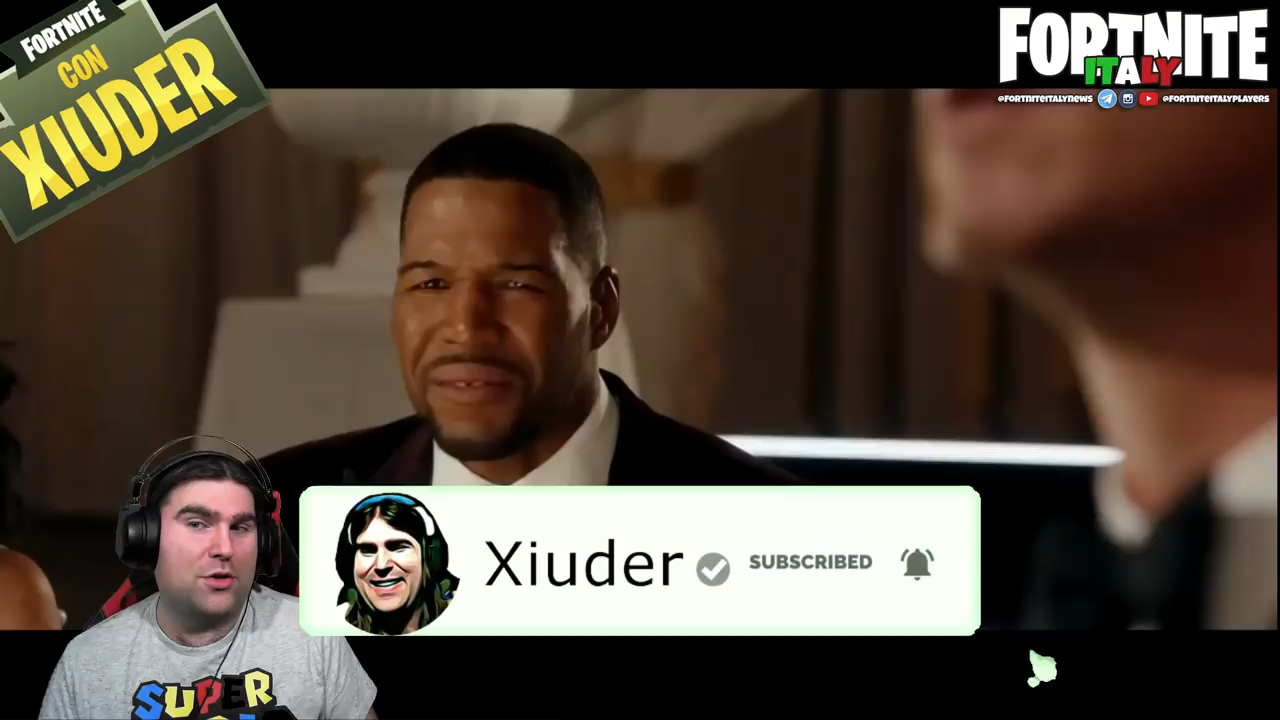 FORTNITE
CON
XIUDER
FORTNITE
ITALY
@FORTNITEITALYNEWS @FORTNITEITALYPLAYERS
Xiuder SUBSCRIBED
SUPER